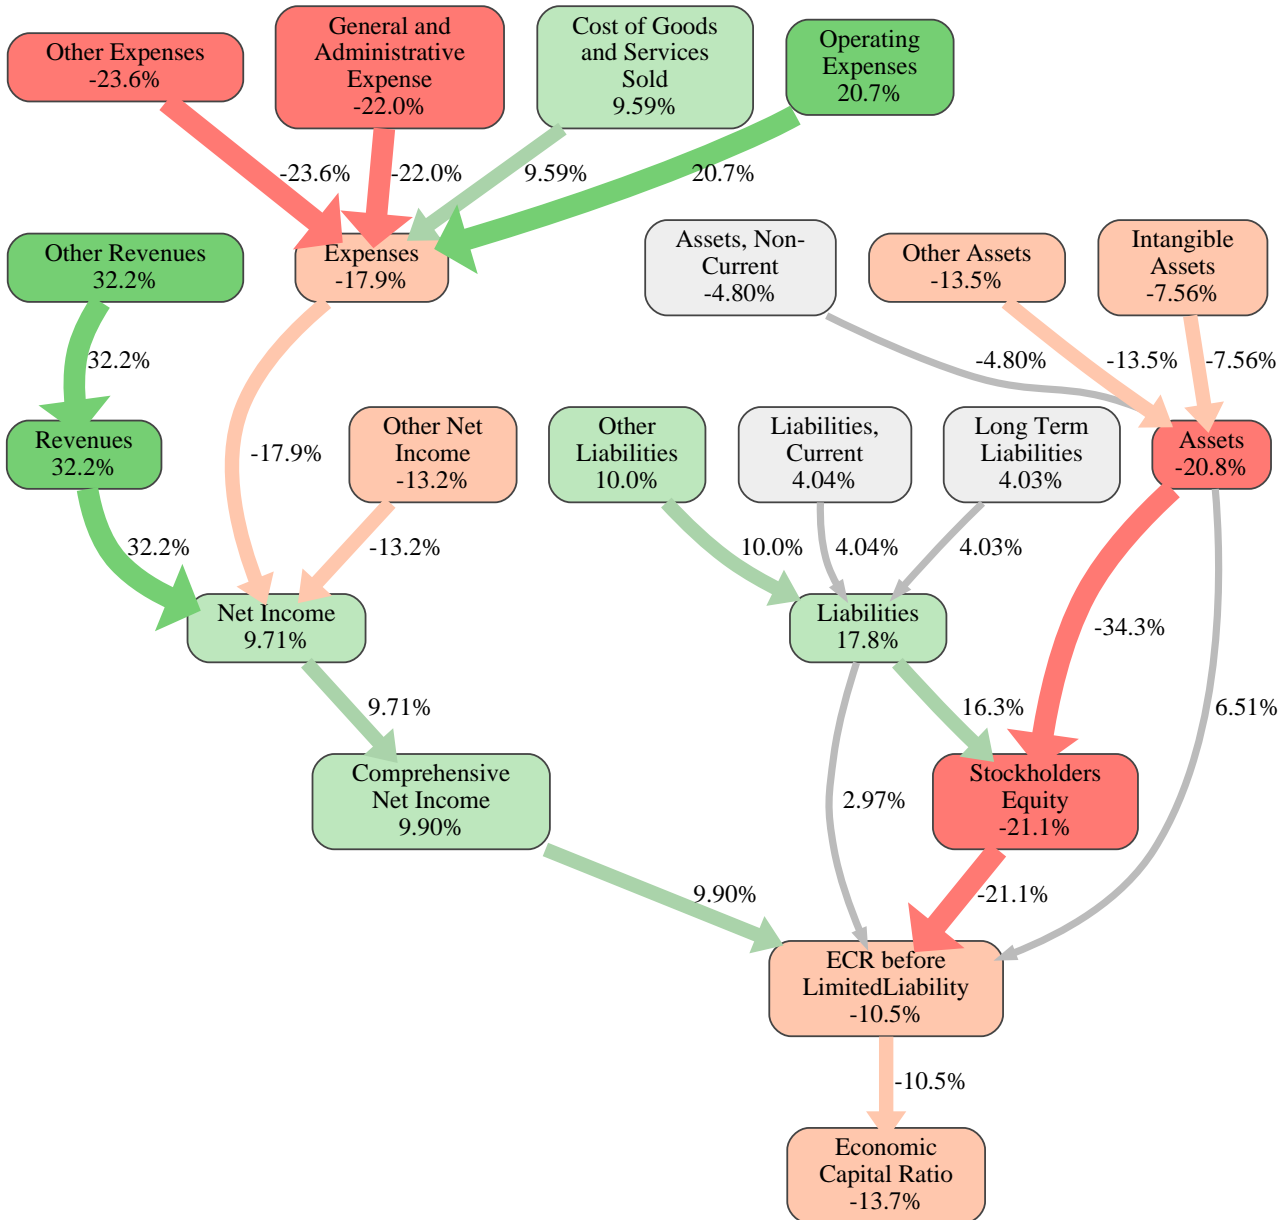 Other Expenses
-23.6%
General and
Administrative
Expense
-22.0%
Cost of Goods
and Services
Sold
9.59%
Operating
Expenses
20.7%
-23.6%
-22.0%
9.59%
20.7%
Other Revenues
32.2%
Expenses
-17.9%
Assets, Non-
Current
-4.80%
Other Assets
-13.5%
Intangible
Assets
-7.56%
32.2%
-4.80%
-13.5%
-7.56%
Revenues
32.2%
-17.9%
Other Net
Income
-13.2%
Other
Liabilities
10.0%
Liabilities,
Current
4.04%
Long Term
Liabilities
4.03%
Assets
-20.8%
32.2%
-13.2%
10.0%
4.04%
4.03%
Net Income
9.71%
Liabilities
17.8%
-34.3%
9.71%
16.3%
6.51%
Comprehensive
Net Income
9.90%
2.97%
Stockholders
Equity
-21.1%
9.90%
-21.1%
ECR before
LimitedLiability
-10.5%
-10.5%
Economic
Capital Ratio
-13.7%